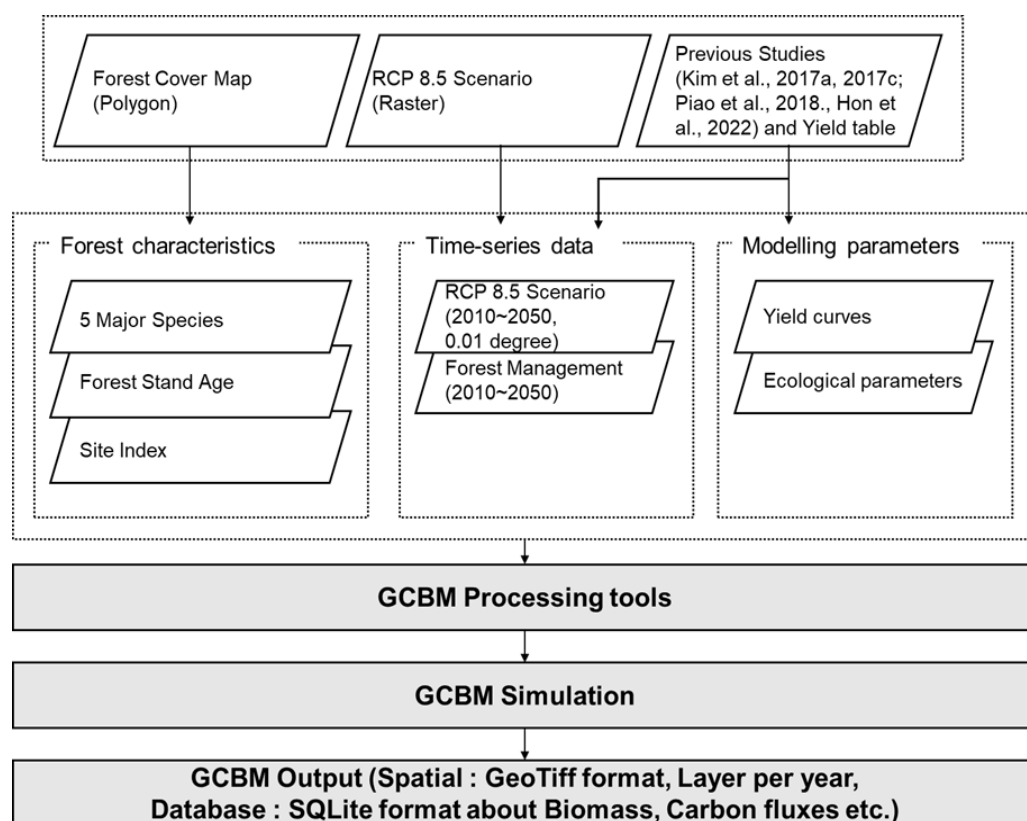 Forest Cover Map
(Polygon)
RCP 8.5 Scenario
(Raster)
Previous Studies
(Kim et al., 2017a, 2017c;
Piao et al., 2018., Hon et
al., 2022) and Yield table
Forest characteristics
5 Major Species
Forest Stand Age
Site Index
Time-series data
RCP 8.5 Scenario
(2010~2050,
0.01 degree)
Forest Management
(2010~2050)
Modelling parameters
Yield curves
Ecological parameters
GCBM Processing tools
GCBM Simulation
GCBM Output (Spatial : GeoTiff format, Layer per year,
Database : SQLite format about Biomass, Carbon fluxes etc.)